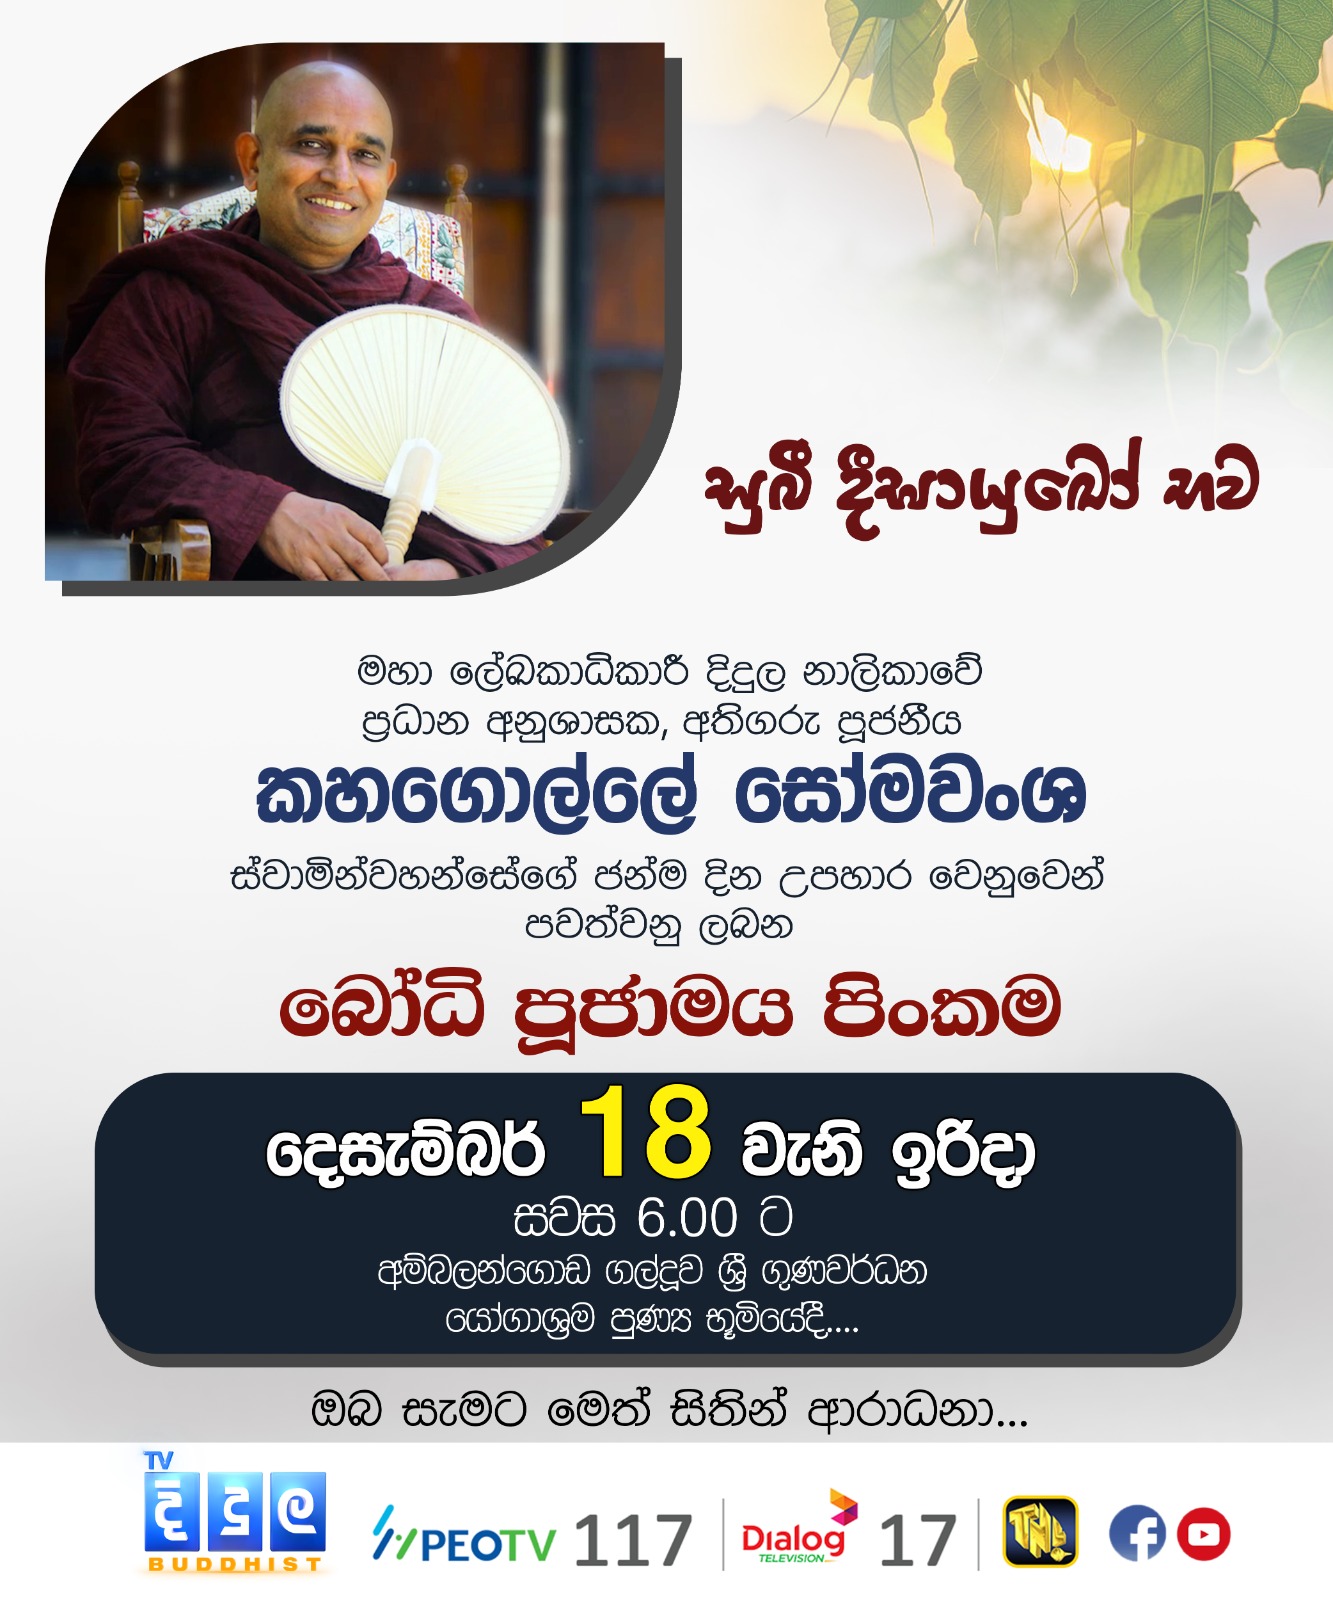 සුඛී දීඝායුඛෝ භව
මහා ලේඛකාධිකාරී දිදුල නාලිකාවේ
ප්‍රධාන අනුශාසක, අතිගරු පූජනීය
කහගොල්ලේ සෝමවංශ
ස්වාමින්වහන්සේගේ ජන්ම දින උපහාර වෙනුවෙන්
පවත්වනු ලබන
බෝධි පූජාමය පිංකම
දෙසැම්බර් 18 වැනි ඉරිදා
සවස 6.00 ට
අම්බලන්ගොඩ ගල්දූව ශ්‍රී ගුණවර්ධන
යෝගාශ්‍රම පුණ්‍ය භූමියේදී....
ඔබ සැමට මෙත් සිතින් ආරාධනා...
TV
දිදුල
BUDDHIST
PEOTV 117
Dialog 17
TELEVISION